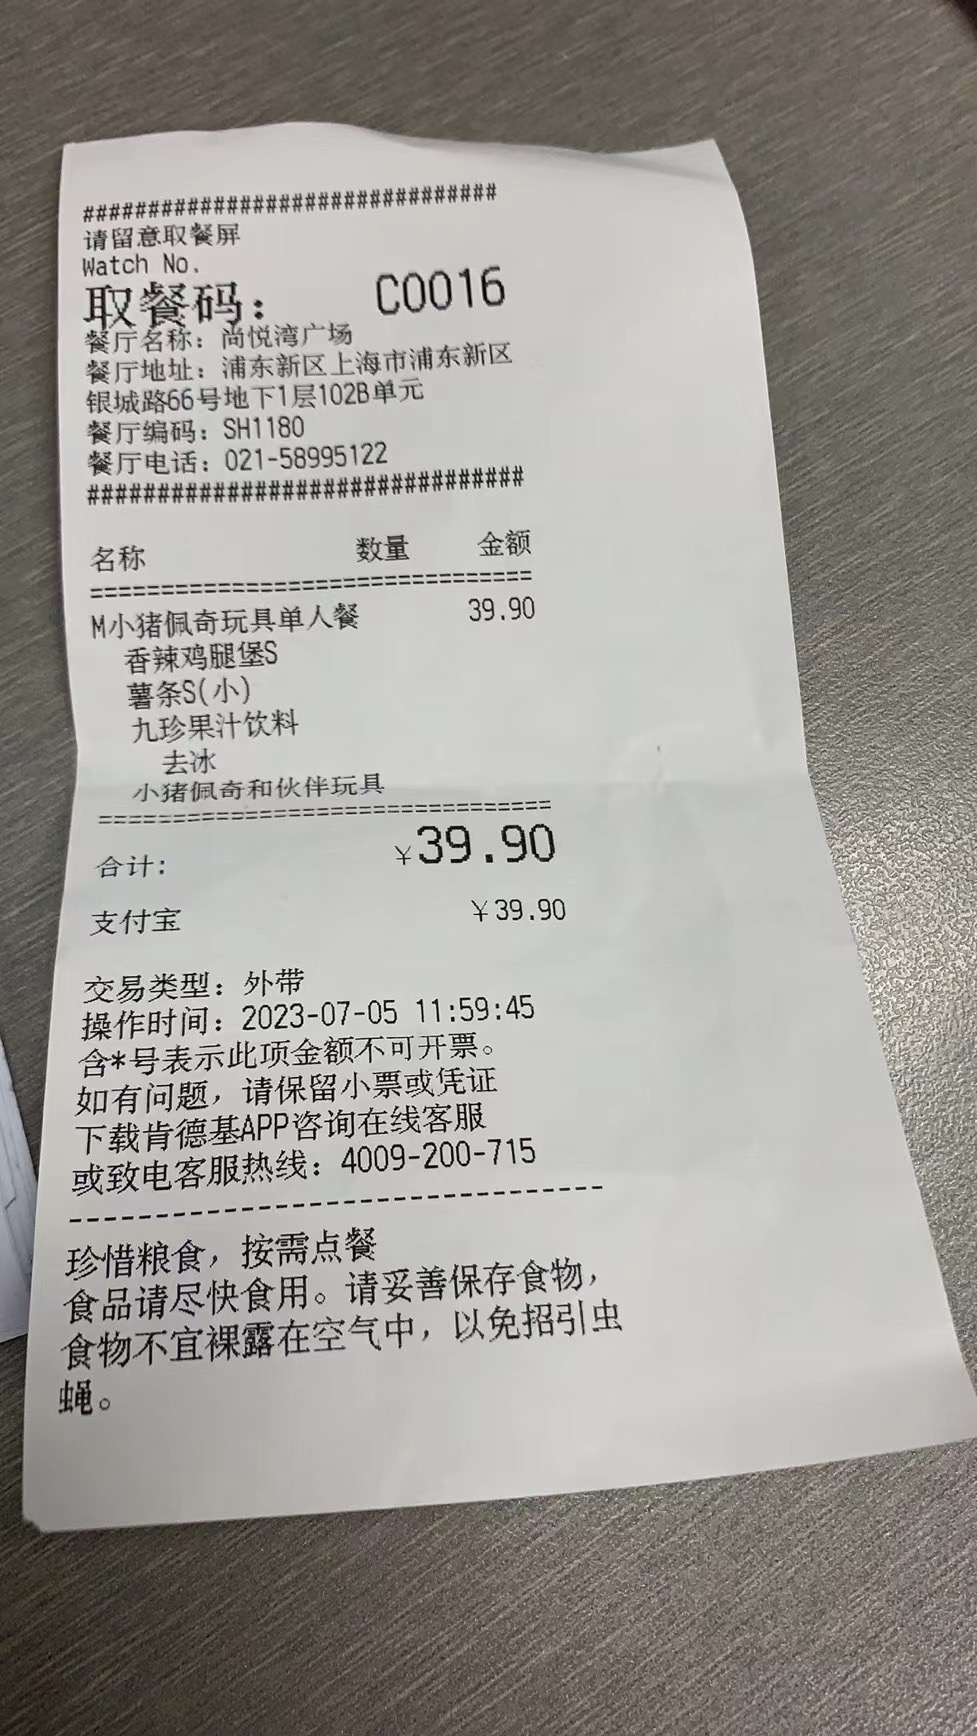 ################################
请留意取餐屏
Watch No.
取餐码： C0016
餐厅名称：尚悦湾广场
餐厅地址：浦东新区上海市浦东新区
银城路66号地下1层102B单元
餐厅编码：SH1180
餐厅电话：021-58995122
################################
名称 数量 金额
================================
M小猪佩奇玩具单人餐 39.90
香辣鸡腿堡S
薯条S(小)
九珍果汁饮料
去冰
小猪佩奇和伙伴玩具
================================
合计： ￥39.90
支付宝 ￥39.90
交易类型：外带
操作时间：2023-07-05 11:59:45
含*号表示此项金额不可开票。
如有问题，请保留小票或凭证
下载肯德基APP咨询在线客服
或致电客服热线：4009-200-715
--------------------------------
珍惜粮食，按需点餐
食品请尽快食用。请妥善保存食物，
食物不宜裸露在空气中，以免招引虫
蝇。